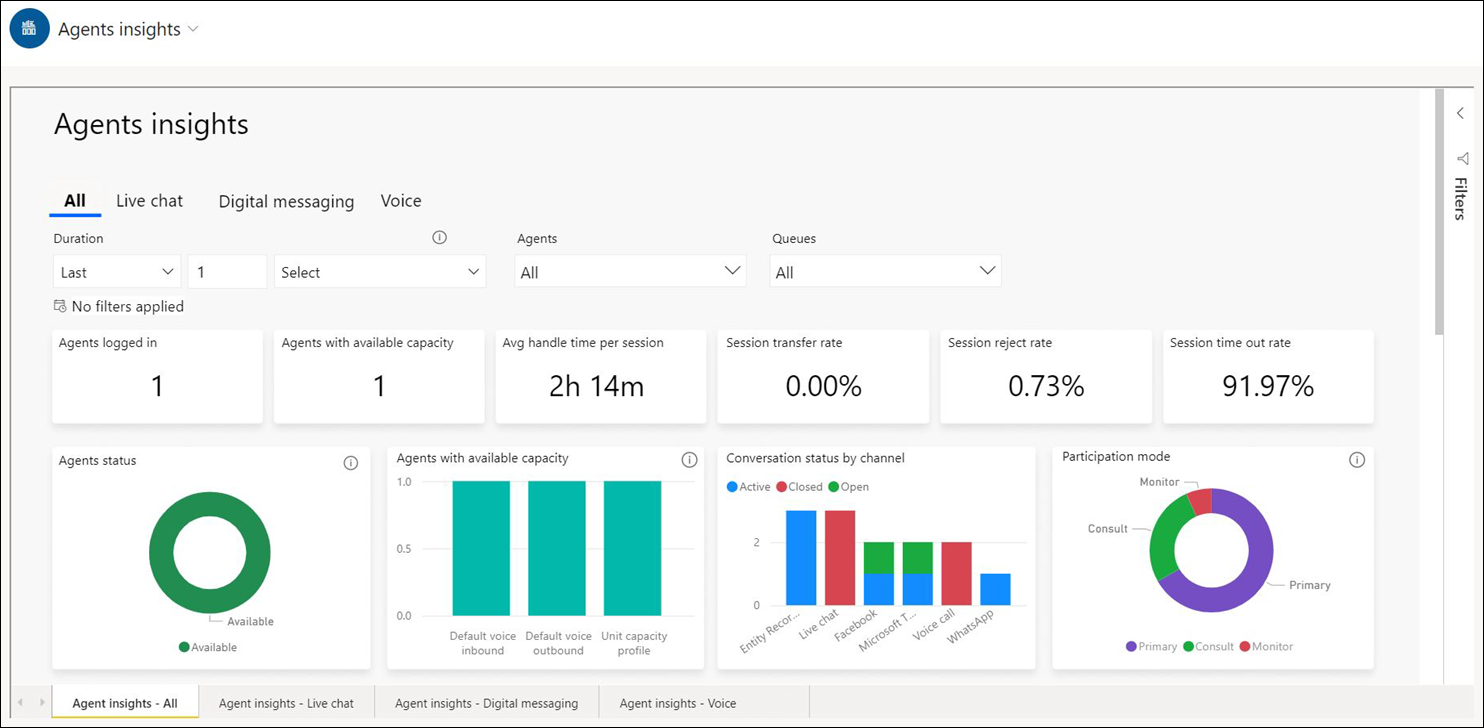 Agents insights
Agents insights
All Live chat Digital messaging Voice
Duration Agents Queues
Last 1 Select All All
No filters applied
Filters
Agents logged in
1
Agents with available capacity
1
Avg handle time per session
2h 14m
Session transfer rate
0.00%
Session reject rate
0.73%
Session time out rate
91.97%
Agents status
Available
Available
Agents with available capacity
1.0
0.5
0.0
Default voice inbound
Default voice outbound
Unit capacity profile
Conversation status by channel
Active Closed Open
2
0
Entity Recor...
Live chat
Facebook
Microsoft T...
Voice call
WhatsApp
Participation mode
Monitor
Consult
Primary
Primary Consult Monitor
Agent insights - All Agent insights - Live chat Agent insights - Digital messaging Agent insights - Voice